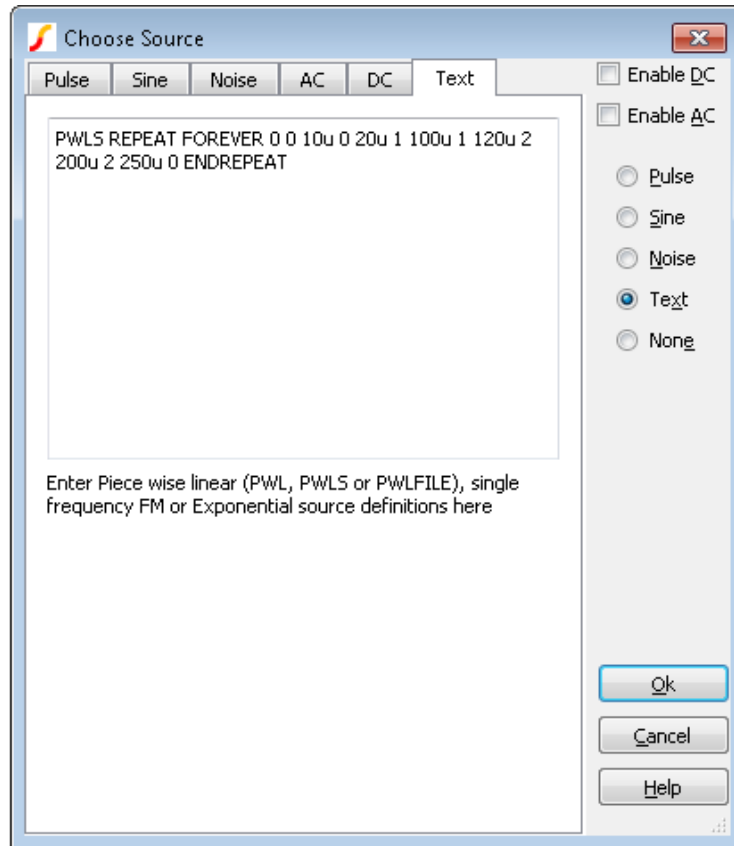 Choose Source
Pulse Sine Noise AC DC Text
Enable DC
Enable AC
PWLS REPEAT FOREVER 0 0 10u 0 20u 1 100u 1 120u 2
200u 2 250u 0 ENDREPEAT
Pulse
Sine
Noise
Text
None
Enter Piece wise linear (PWL, PWLS or PWLFILE), single
frequency FM or Exponential source definitions here
Ok
Cancel
Help